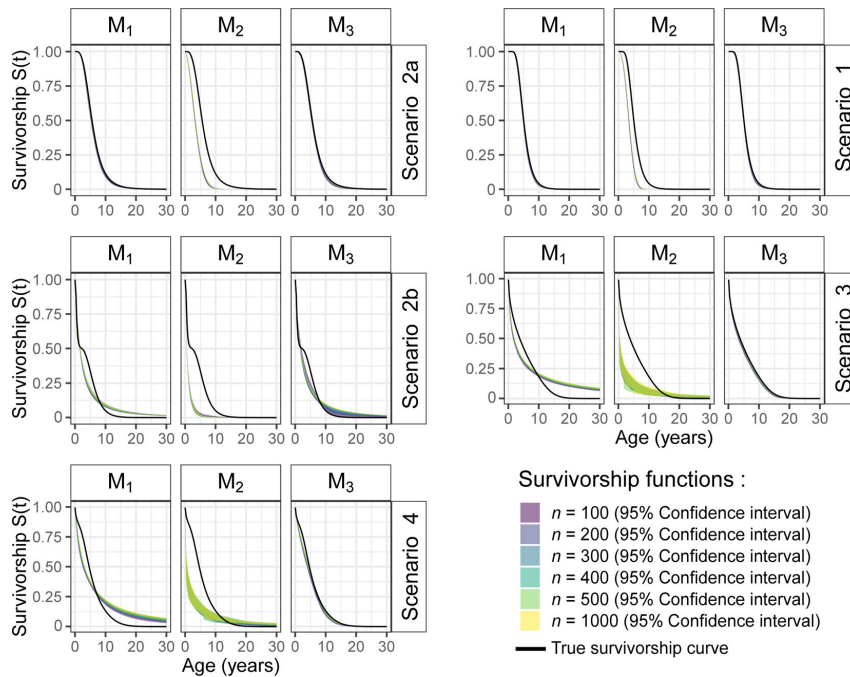 M1 M2 M3
Survivorship S(t)
1.00
0.75
0.50
0.25
0
0 10 20 30 0 10 20 30 0 10 20 30
Scenario 2a
M1 M2 M3
1.00
0.75
0.50
0.25
0
0 10 20 30 0 10 20 30 0 10 20 30
Scenario 1
M1 M2 M3
Survivorship S(t)
1.00
0.75
0.50
0.25
0
0 10 20 30 0 10 20 30 0 10 20 30
Scenario 2b
M1 M2 M3
1.00
0.75
0.50
0.25
0
0 10 20 30 0 10 20 30 0 10 20 30
Age (years)
Scenario 3
M1 M2 M3
Survivorship S(t)
1.00
0.75
0.50
0.25
0
0 10 20 30 0 10 20 30 0 10 20 30
Age (years)
Scenario 4
Survivorship functions :
n = 100 (95% Confidence interval)
n = 200 (95% Confidence interval)
n = 300 (95% Confidence interval)
n = 400 (95% Confidence interval)
n = 500 (95% Confidence interval)
n = 1000 (95% Confidence interval)
True survivorship curve